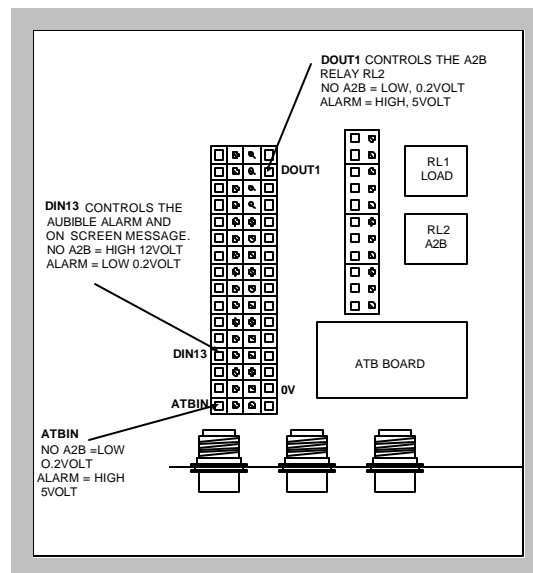 DOUT1 CONTROLS THE A2B
RELAY RL2
NO A2B = LOW, 0.2VOLT
ALARM = HIGH, 5VOLT
DOUT1
RL1
LOAD
RL2
A2B
DIN13 CONTROLS THE
AUBIBLE ALARM AND
ON SCREEN MESSAGE.
NO A2B = HIGH 12VOLT
ALARM = LOW 0.2VOLT
DIN13
ATB BOARD
0V
ATBIN
ATBIN
NO A2B =LOW
O.2VOLT
ALARM = HIGH
5VOLT